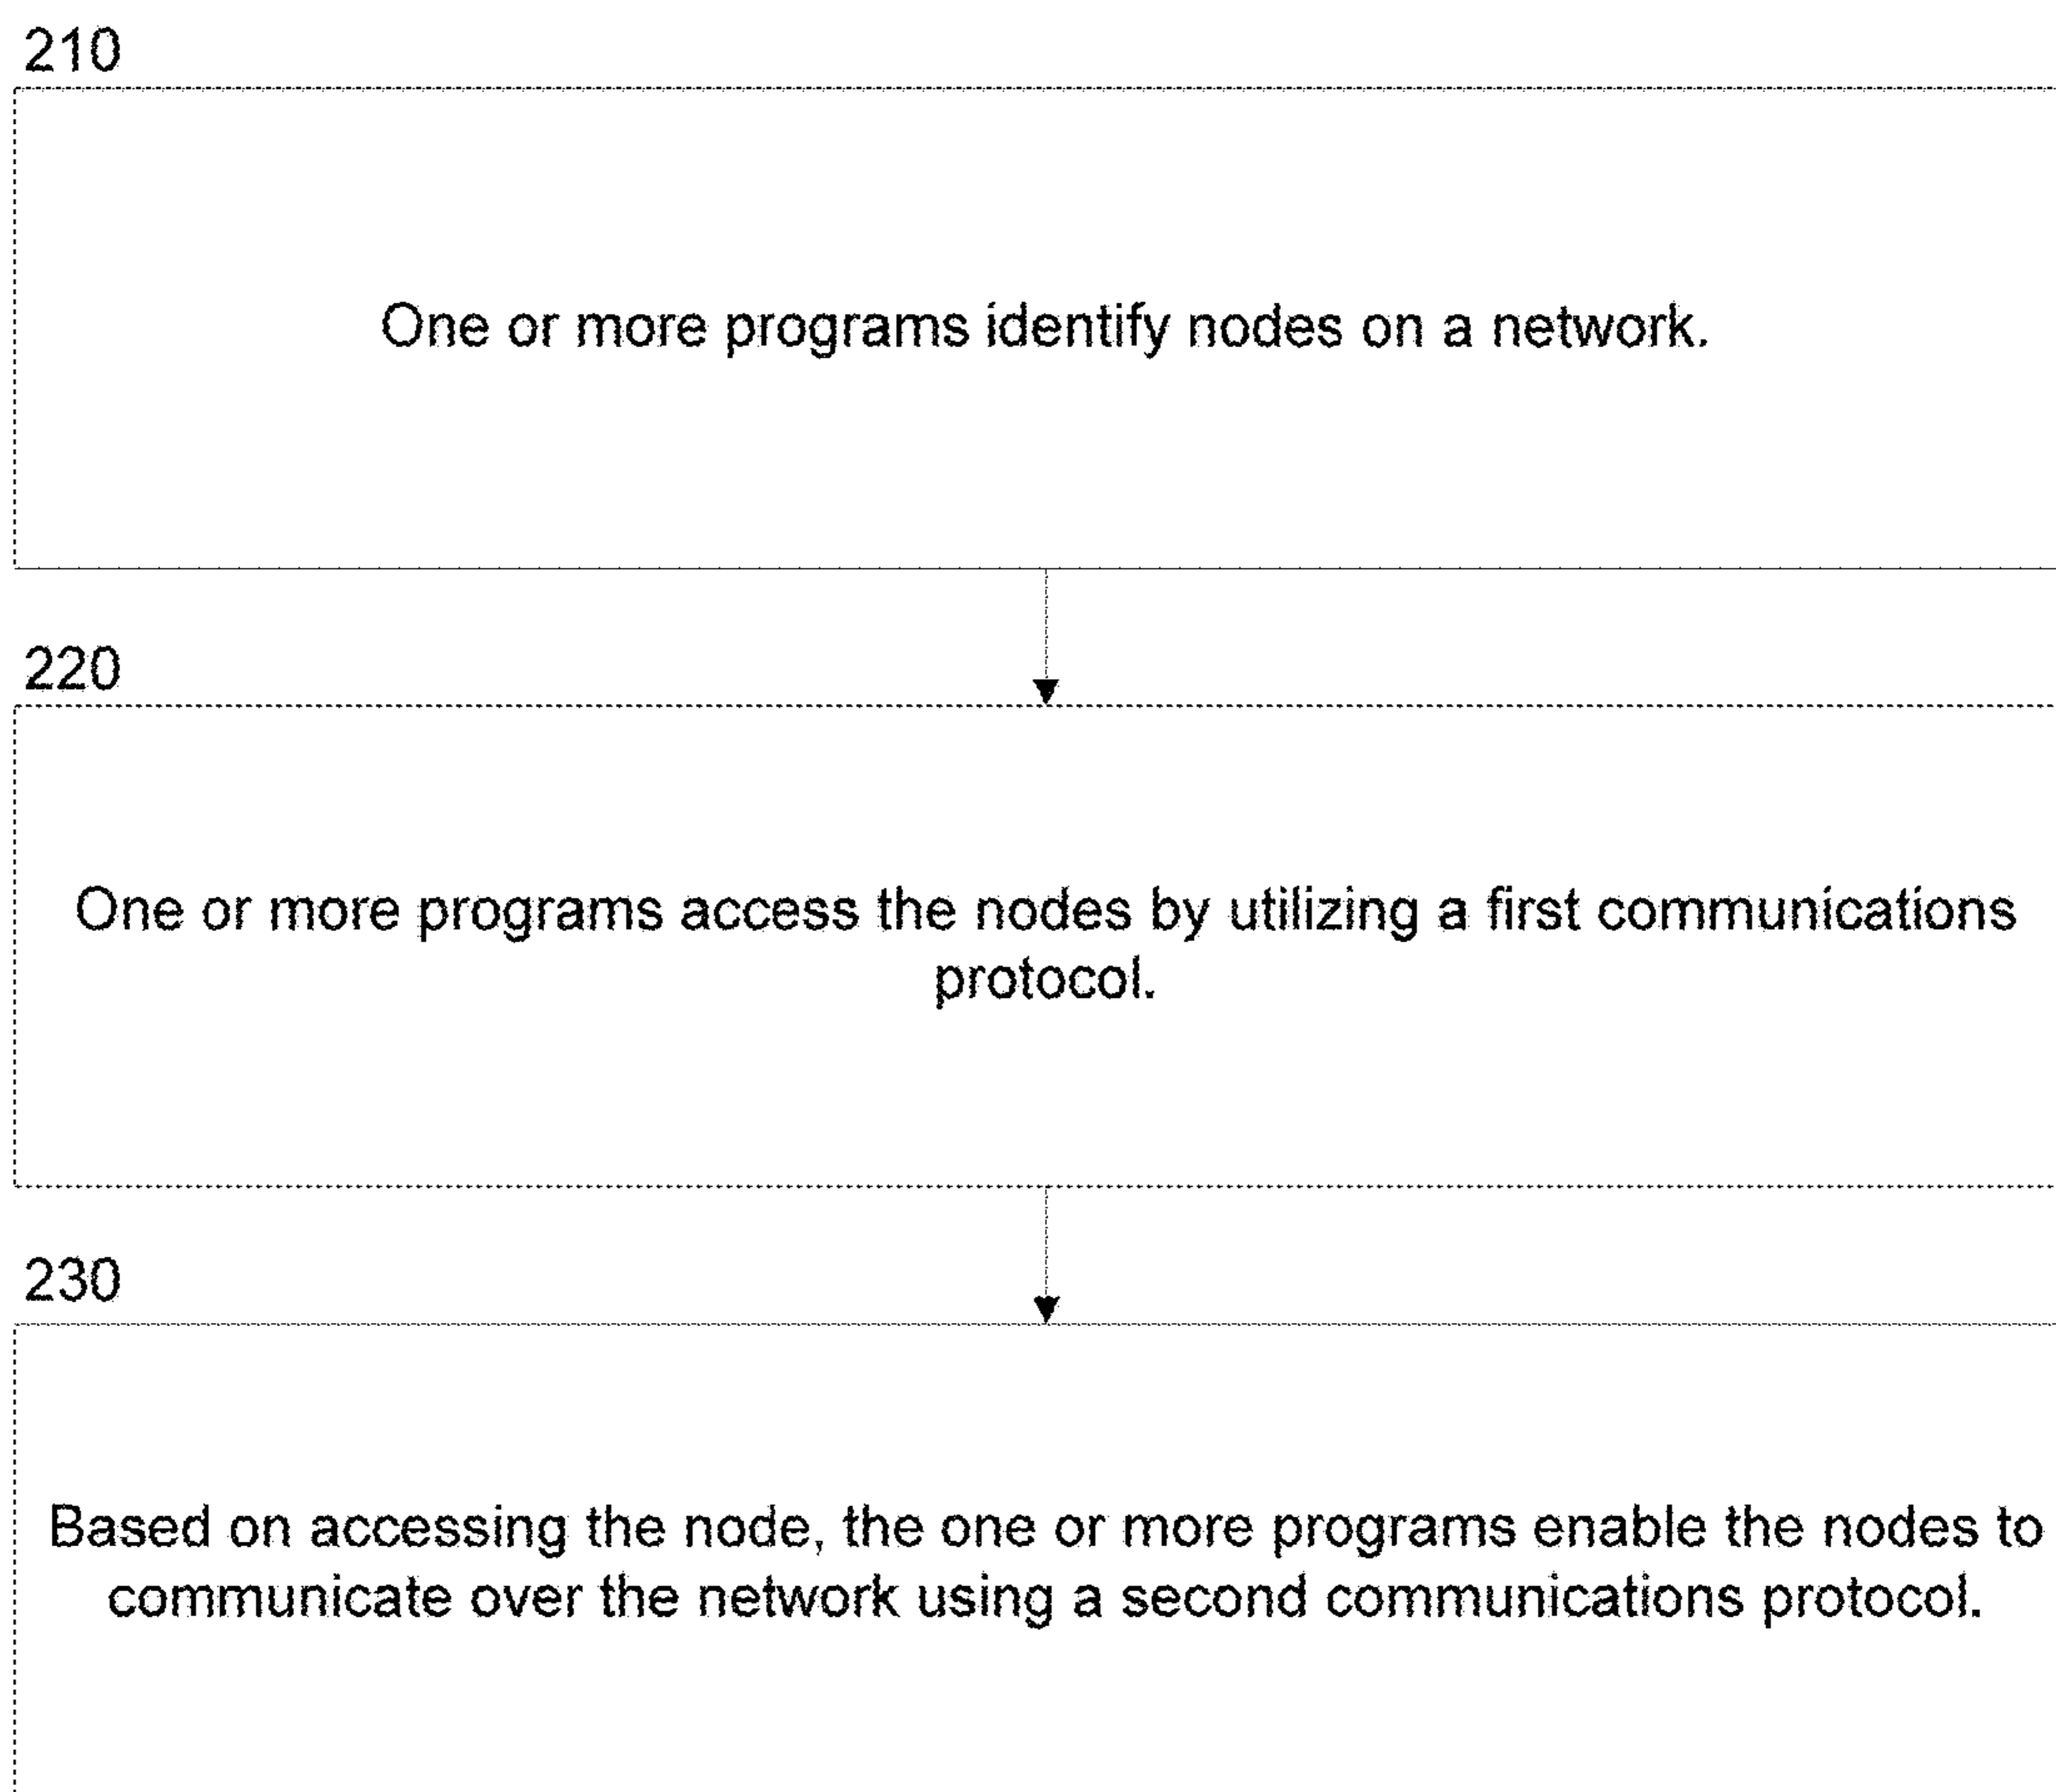 210
One or more programs identify nodes on a network.
220
One or more programs access the nodes by utilizing a first communications
protocol.
230
Based on accessing the node, the one or more programs enable the nodes to
communicate over the network using a second communications protocol.